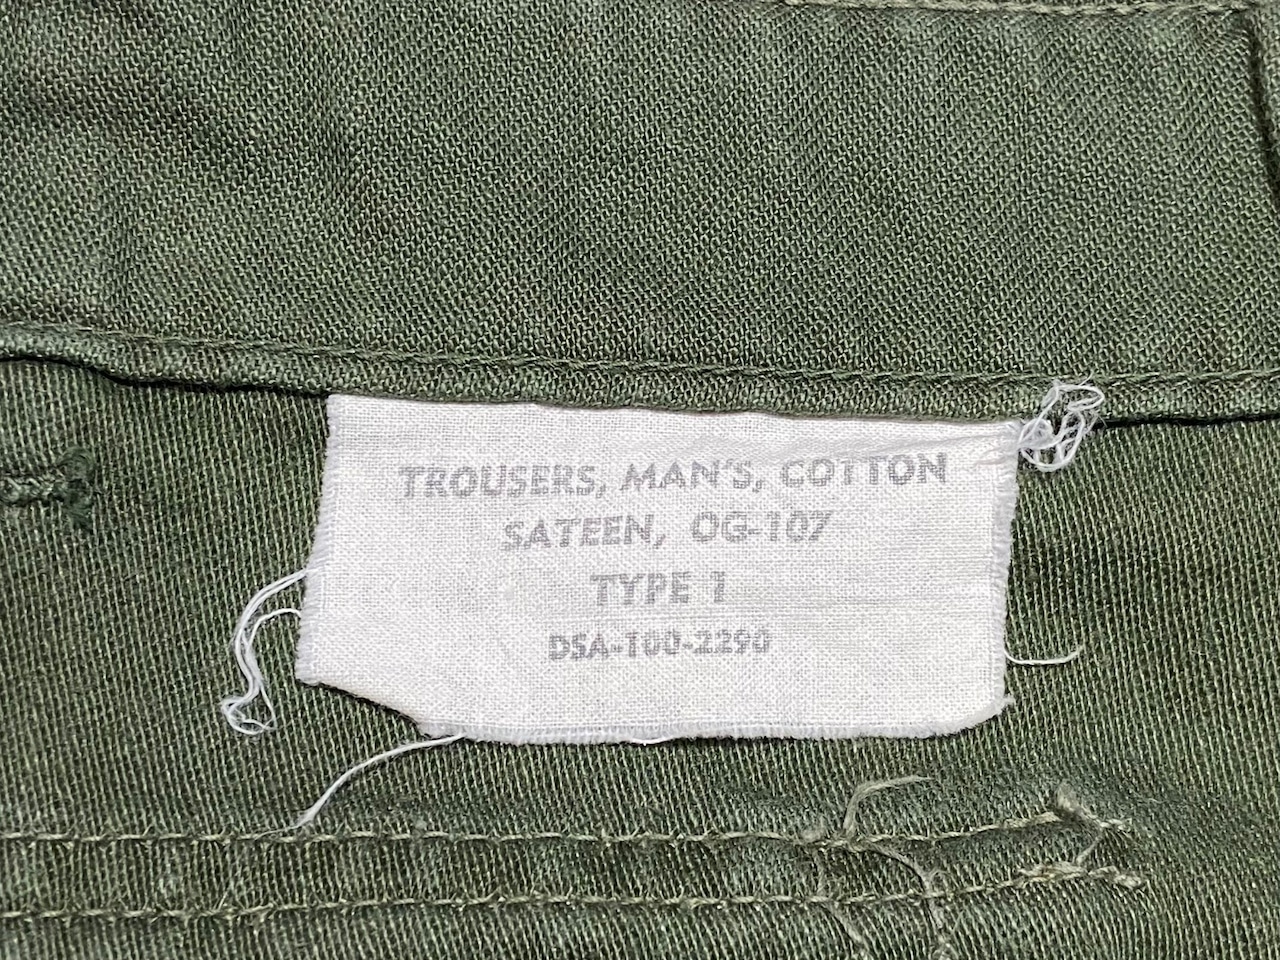 TROUSERS, MAN'S, COTTON
SATEEN, OG-107
TYPE 1
DSA-100-2290